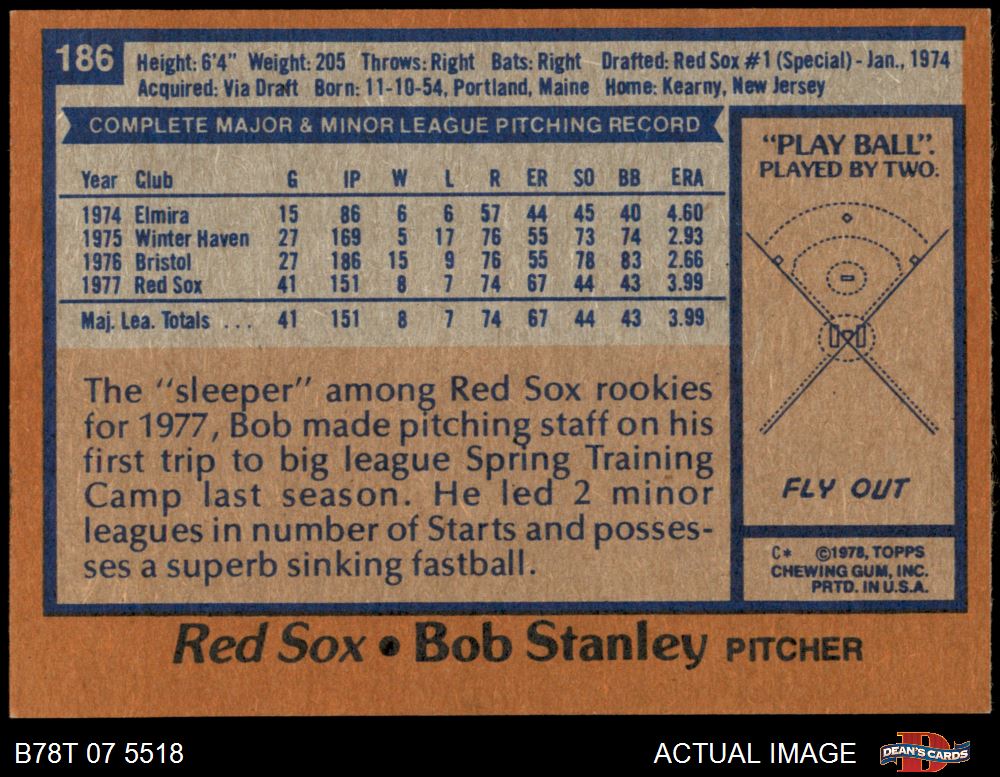 186
Height: 6'4" Weight: 205 Throws: Right Bats: Right Drafted: Red Sox #1 (Special) - Jan., 1974
Acquired: Via Draft Born: 11-10-54, Portland, Maine Home: Kearny, New Jersey
COMPLETE MAJOR & MINOR LEAGUE PITCHING RECORD
Year Club G IP W L R ER SO BB ERA
1974 Elmira 15 86 6 6 57 44 45 40 4.60
1975 Winter Haven 27 169 5 17 76 55 73 74 2.93
1976 Bristol 27 186 15 9 76 55 78 83 2.66
1977 Red Sox 41 151 8 7 74 67 44 43 3.99
Maj. Lea. Totals ... 41 151 8 7 74 67 44 43 3.99
The "sleeper" among Red Sox rookies
for 1977, Bob made pitching staff on his
first trip to big league Spring Training
Camp last season. He led 2 minor
leagues in number of Starts and posses-
ses a superb sinking fastball.
"PLAY BALL".
PLAYED BY TWO.
FLY OUT
C* ©1978, TOPPS
CHEWING GUM, INC.
PRTD. IN U.S.A.
Red Sox • Bob Stanley PITCHER
B78T 07 5518
ACTUAL IMAGE
D
DEAN'S CARDS